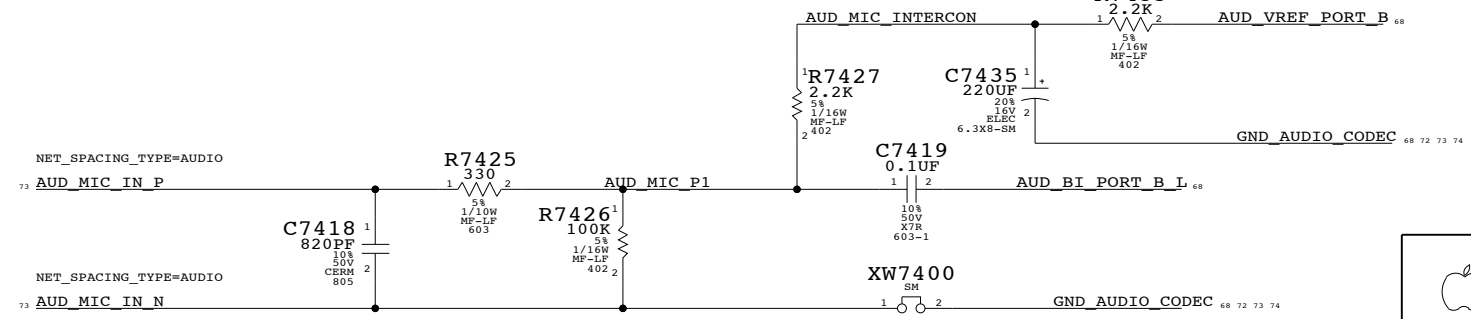 2.2K
AUD_MIC_INTERCON
1
2
AUD_VREF_PORT_B 68
5%
1/16W
MF-LF
402
1
R7427
2.2K
5%
1/16W
MF-LF
402
2
C7435
1
+
220UF
20%
16V
2
ELEC
6.3X8-SM
GND_AUDIO_CODEC 68 72 73 74
NET_SPACING_TYPE=AUDIO
73 AUD_MIC_IN_P
R7425
330
1
2
5%
1/10W
MF-LF
603
AUD_MIC_P1
C7419
0.1UF
1
2
10%
50V
X7R
603-1
AUD_BI_PORT_B_L 68
C7418
1
820PF
10%
50V
CERM
2
805
R7426
1
100K
5%
1/16W
MF-LF
402
2
NET_SPACING_TYPE=AUDIO
73 AUD_MIC_IN_N
XW7400
SM
1
2
GND_AUDIO_CODEC 68 72 73 74